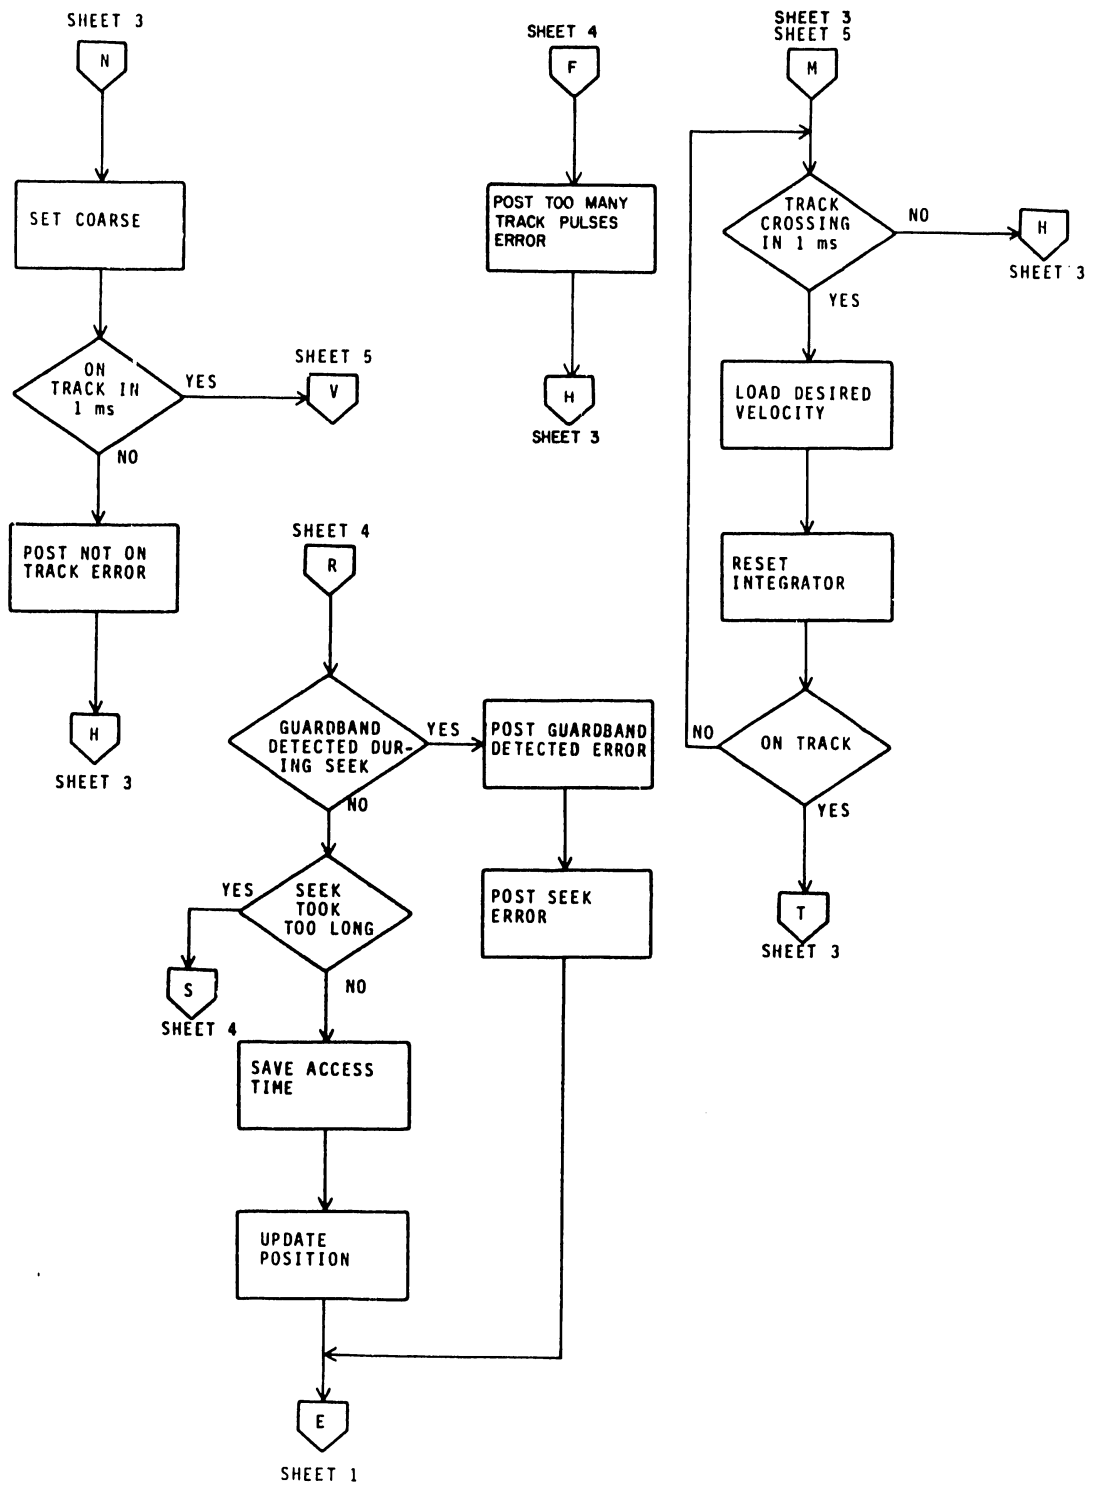 SHEET 3
N
SET COARSE
ON
TRACK IN
1 ms
YES
SHEET 5
V
NO
POST NOT ON
TRACK ERROR
H
SHEET 3
SHEET 4
F
POST TOO MANY
TRACK PULSES
ERROR
H
SHEET 3
SHEET 4
R
GUARDBAND
DETECTED DUR-
ING SEEK
YES
POST GUARDBAND
DETECTED ERROR
NO
POST SEEK
ERROR
SEEK
TOOK
TOO LONG
YES
S
SHEET 4
NO
SAVE ACCESS
TIME
UPDATE
POSITION
E
SHEET 1
SHEET 3
SHEET 5
M
TRACK
CROSSING
IN 1 ms
NO
H
SHEET 3
YES
LOAD DESIRED
VELOCITY
RESET
INTEGRATOR
ON TRACK
NO
YES
T
SHEET 3